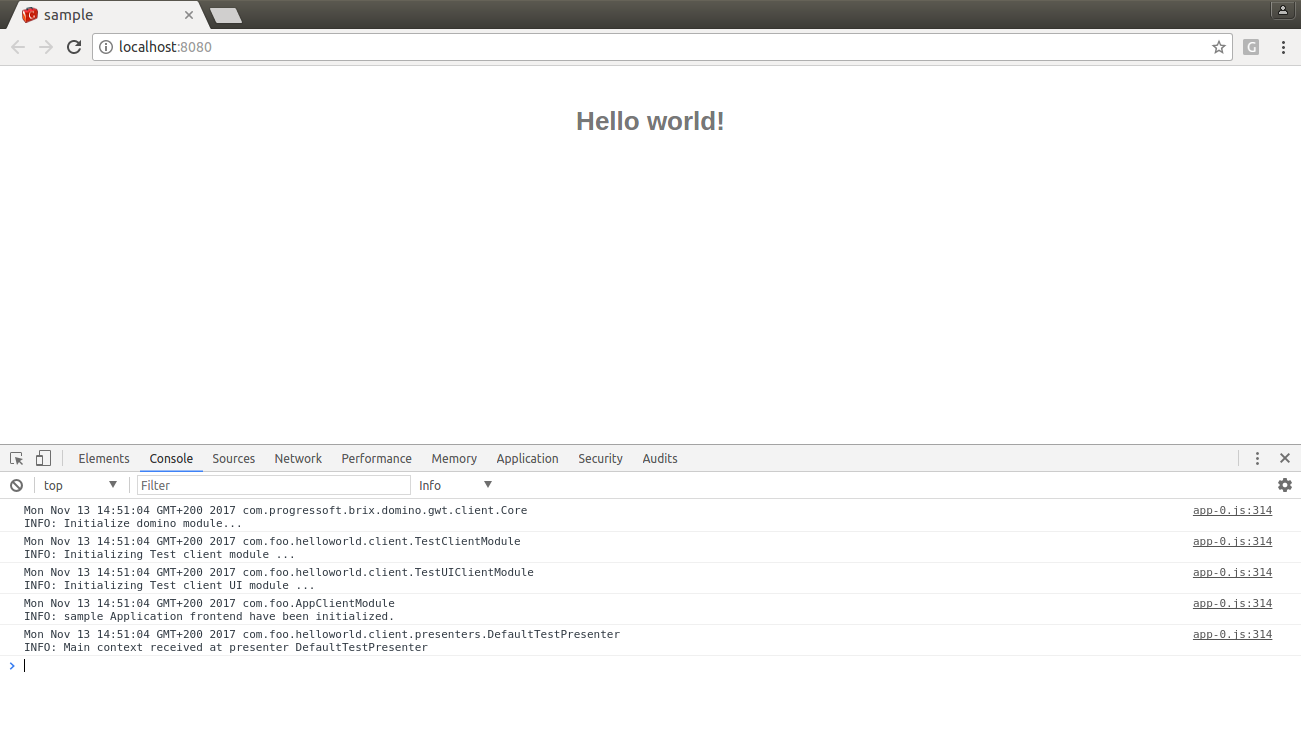 sample
localhost:8080
G
Hello world!
Elements Console Sources Network Performance Memory Application Security Audits
top Filter Info
Mon Nov 13 14:51:04 GMT+200 2017 com.progressoft.brix.domino.gwt.client.Core app-0.js:314
INFO: Initialize domino module...
Mon Nov 13 14:51:04 GMT+200 2017 com.foo.helloworld.client.TestClientModule app-0.js:314
INFO: Initializing Test client module ...
Mon Nov 13 14:51:04 GMT+200 2017 com.foo.helloworld.client.TestUIClientModule app-0.js:314
INFO: Initializing Test client UI module ...
Mon Nov 13 14:51:04 GMT+200 2017 com.foo.AppClientModule app-0.js:314
INFO: sample Application frontend have been initialized.
Mon Nov 13 14:51:04 GMT+200 2017 com.foo.helloworld.client.presenters.DefaultTestPresenter app-0.js:314
INFO: Main context received at presenter DefaultTestPresenter